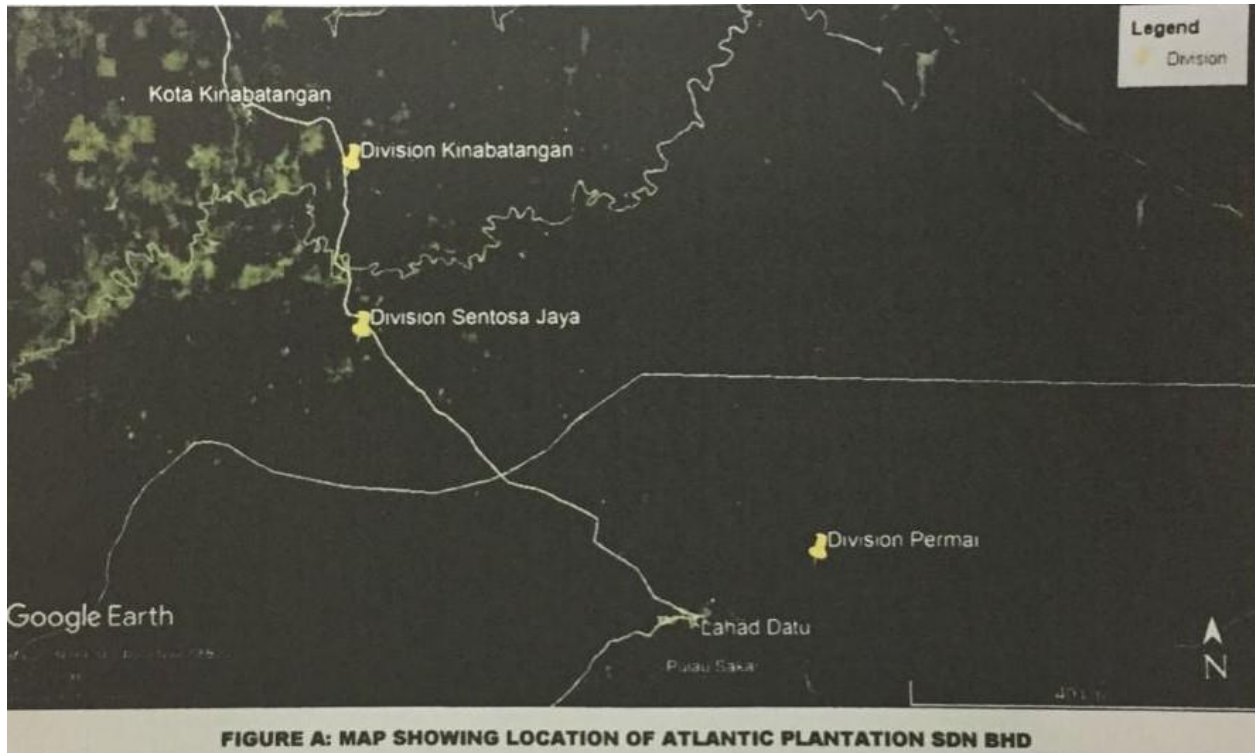 Legend
Division
Kota Kinabatangan
Division Kinabatangan
Division Sentosa Jaya
Division Permai
Google Earth
Lahad Datu
Pulau Sakar
N
FIGURE A: MAP SHOWING LOCATION OF ATLANTIC PLANTATION SDN BHD